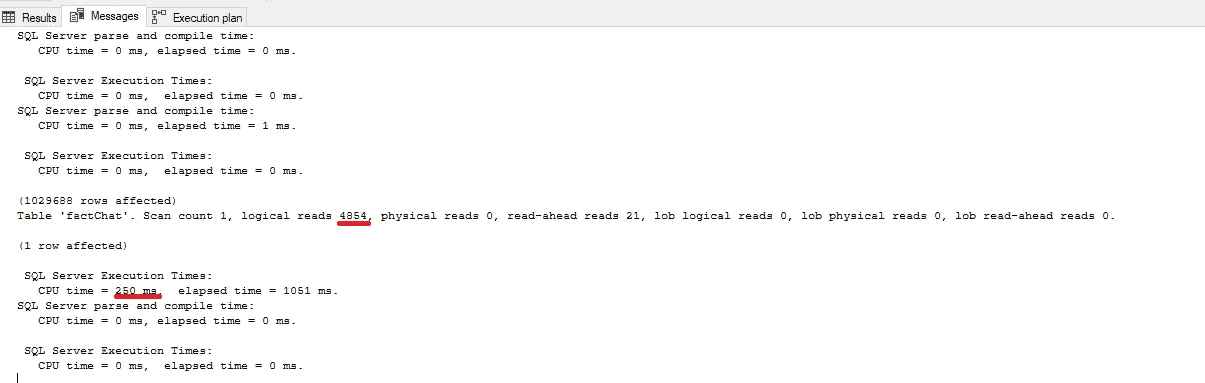 Results Messages Execution plan
SQL Server parse and compile time:
CPU time = 0 ms, elapsed time = 0 ms.
SQL Server Execution Times:
CPU time = 0 ms,  elapsed time = 0 ms.
SQL Server parse and compile time:
CPU time = 0 ms, elapsed time = 1 ms.
SQL Server Execution Times:
CPU time = 0 ms,  elapsed time = 0 ms.
(1029688 rows affected)
Table 'factChat'. Scan count 1, logical reads 4854, physical reads 0, read-ahead reads 21, lob logical reads 0, lob physical reads 0, lob read-ahead reads 0.
(1 row affected)
SQL Server Execution Times:
CPU time = 250 ms,  elapsed time = 1051 ms.
SQL Server parse and compile time:
CPU time = 0 ms, elapsed time = 0 ms.
SQL Server Execution Times:
CPU time = 0 ms,  elapsed time = 0 ms.